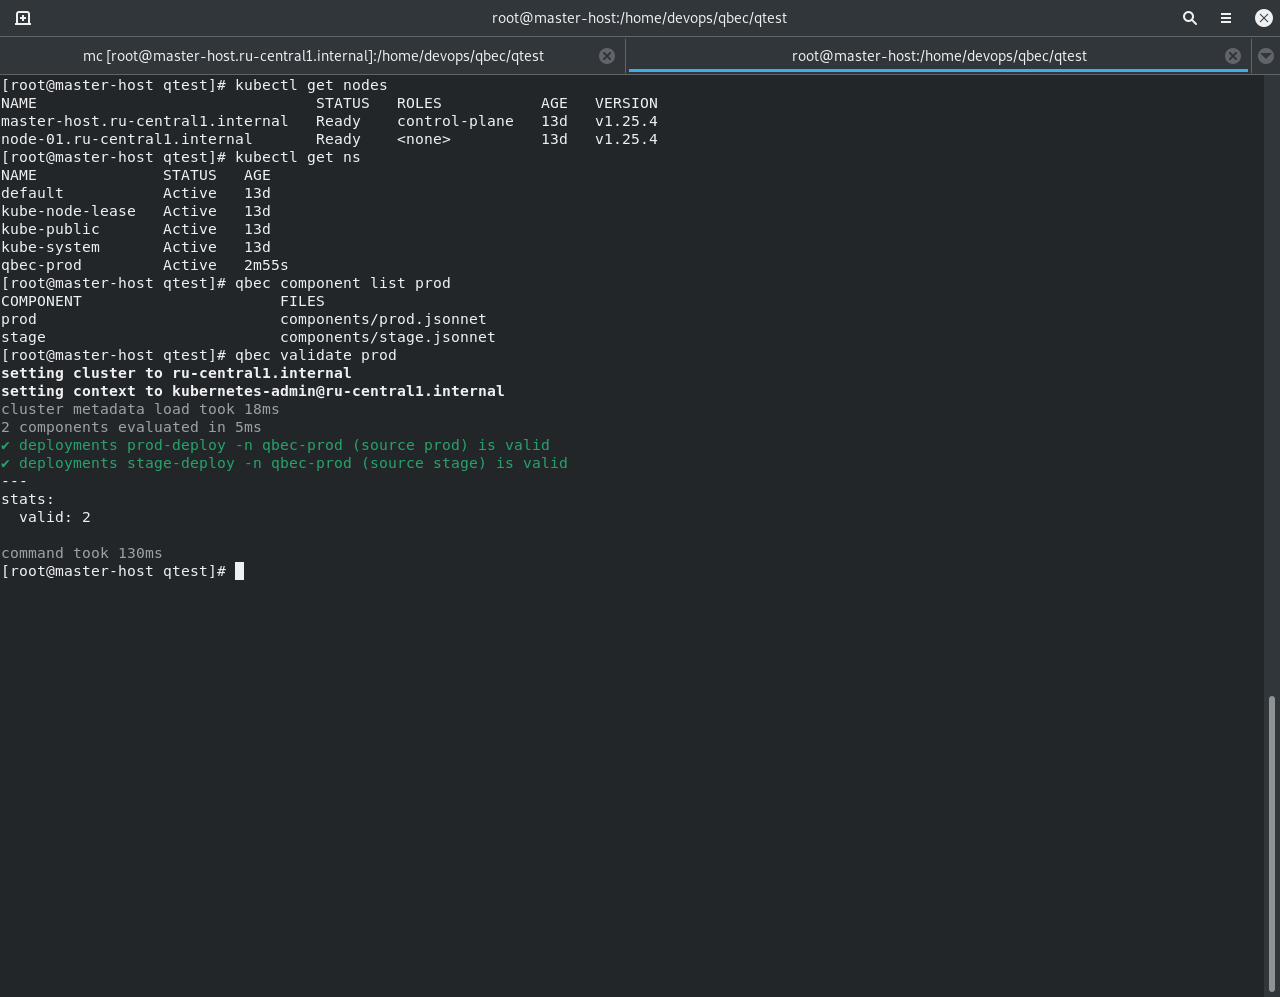 root@master-host:/home/devops/qbec/qtest
mc [root@master-host.ru-central1.internal]:/home/devops/qbec/qtest root@master-host:/home/devops/qbec/qtest
[root@master-host qtest]# kubectl get nodes
NAME                               STATUS   ROLES           AGE   VERSION
master-host.ru-central1.internal   Ready    control-plane   13d   v1.25.4
node-01.ru-central1.internal       Ready    <none>          13d   v1.25.4
[root@master-host qtest]# kubectl get ns
NAME              STATUS   AGE
default           Active   13d
kube-node-lease   Active   13d
kube-public       Active   13d
kube-system       Active   13d
qbec-prod         Active   2m55s
[root@master-host qtest]# qbec component list prod
COMPONENT                      FILES
prod                           components/prod.jsonnet
stage                          components/stage.jsonnet
[root@master-host qtest]# qbec validate prod
setting cluster to ru-central1.internal
setting context to kubernetes-admin@ru-central1.internal
cluster metadata load took 18ms
2 components evaluated in 5ms
✔ deployments prod-deploy -n qbec-prod (source prod) is valid
✔ deployments stage-deploy -n qbec-prod (source stage) is valid
---
stats:
  valid: 2
command took 130ms
[root@master-host qtest]#